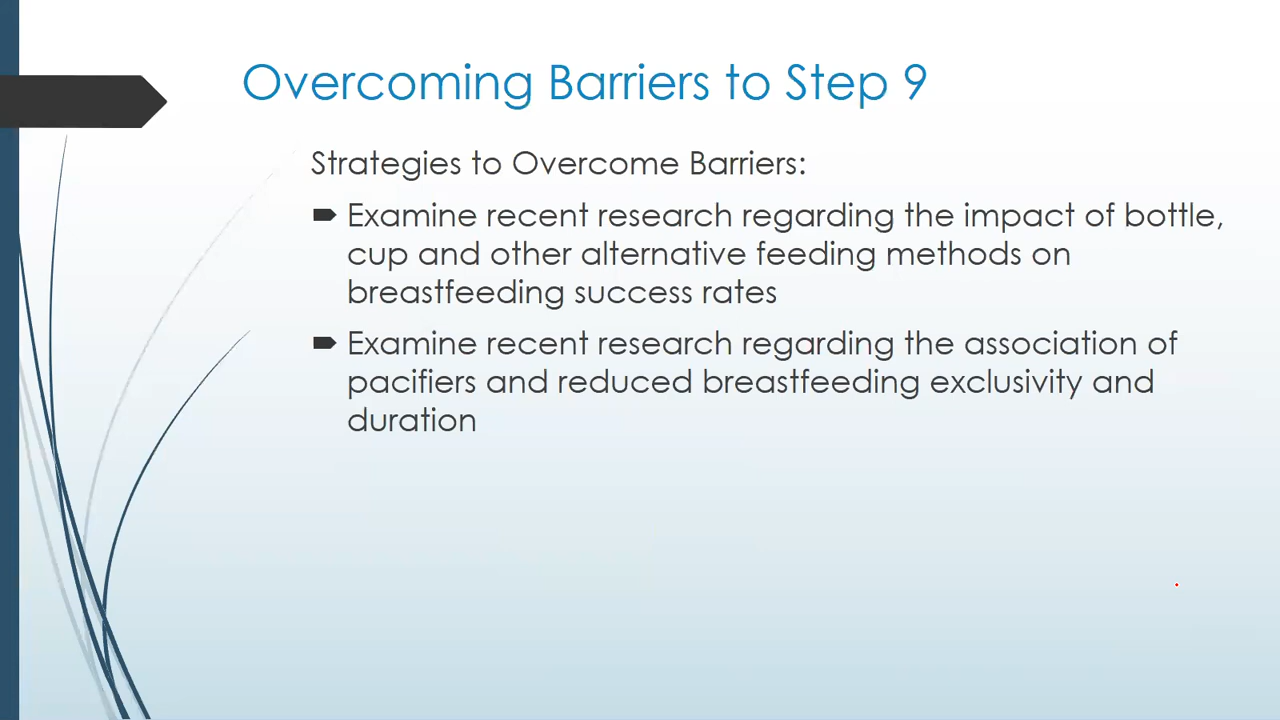 Overcoming Barriers to Step 9
Strategies to Overcome Barriers:
Examine recent research regarding the impact of bottle,
cup and other alternative feeding methods on
breastfeeding success rates
Examine recent research regarding the association of
pacifiers and reduced breastfeeding exclusivity and
duration